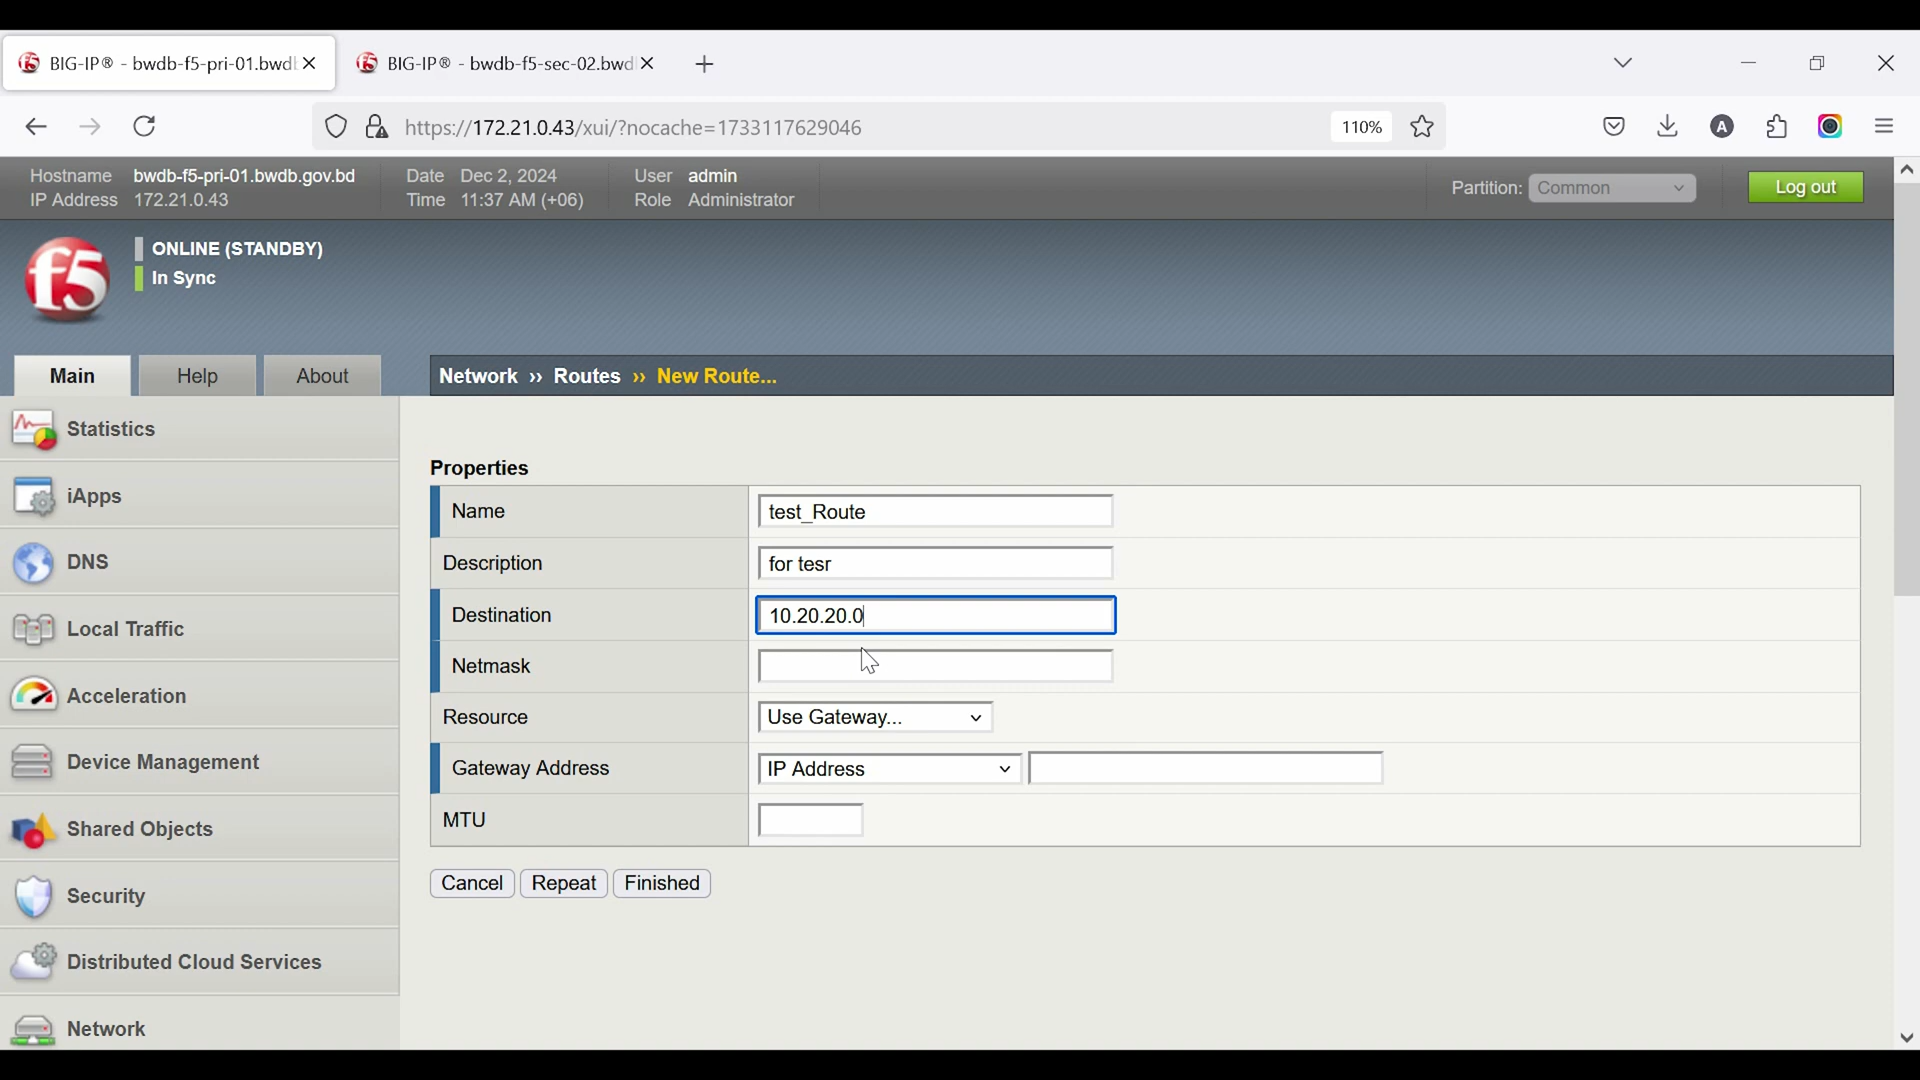 BIG-IP® - bwdb-f5-pri-01.bwd
BIG-IP® - bwdb-f5-sec-02.bwd
https://172.21.0.43/xui/?nocache=1733117629046
110%
A
Hostname bwdb-f5-pri-01.bwdb.gov.bd
IP Address 172.21.0.43
Date Dec 2, 2024
Time 11:37 AM (+06)
User admin
Role Administrator
Partition: Common
Log out
f5
ONLINE (STANDBY)
In Sync
Main
Help
About
Network ›› Routes ›› New Route...
Statistics
iApps
DNS
Local Traffic
Acceleration
Device Management
Shared Objects
Security
Distributed Cloud Services
Network
Properties
Name test_Route
Description for tesr
Destination 10.20.20.0
Netmask
Resource Use Gateway...
Gateway Address IP Address
MTU
Cancel Repeat Finished